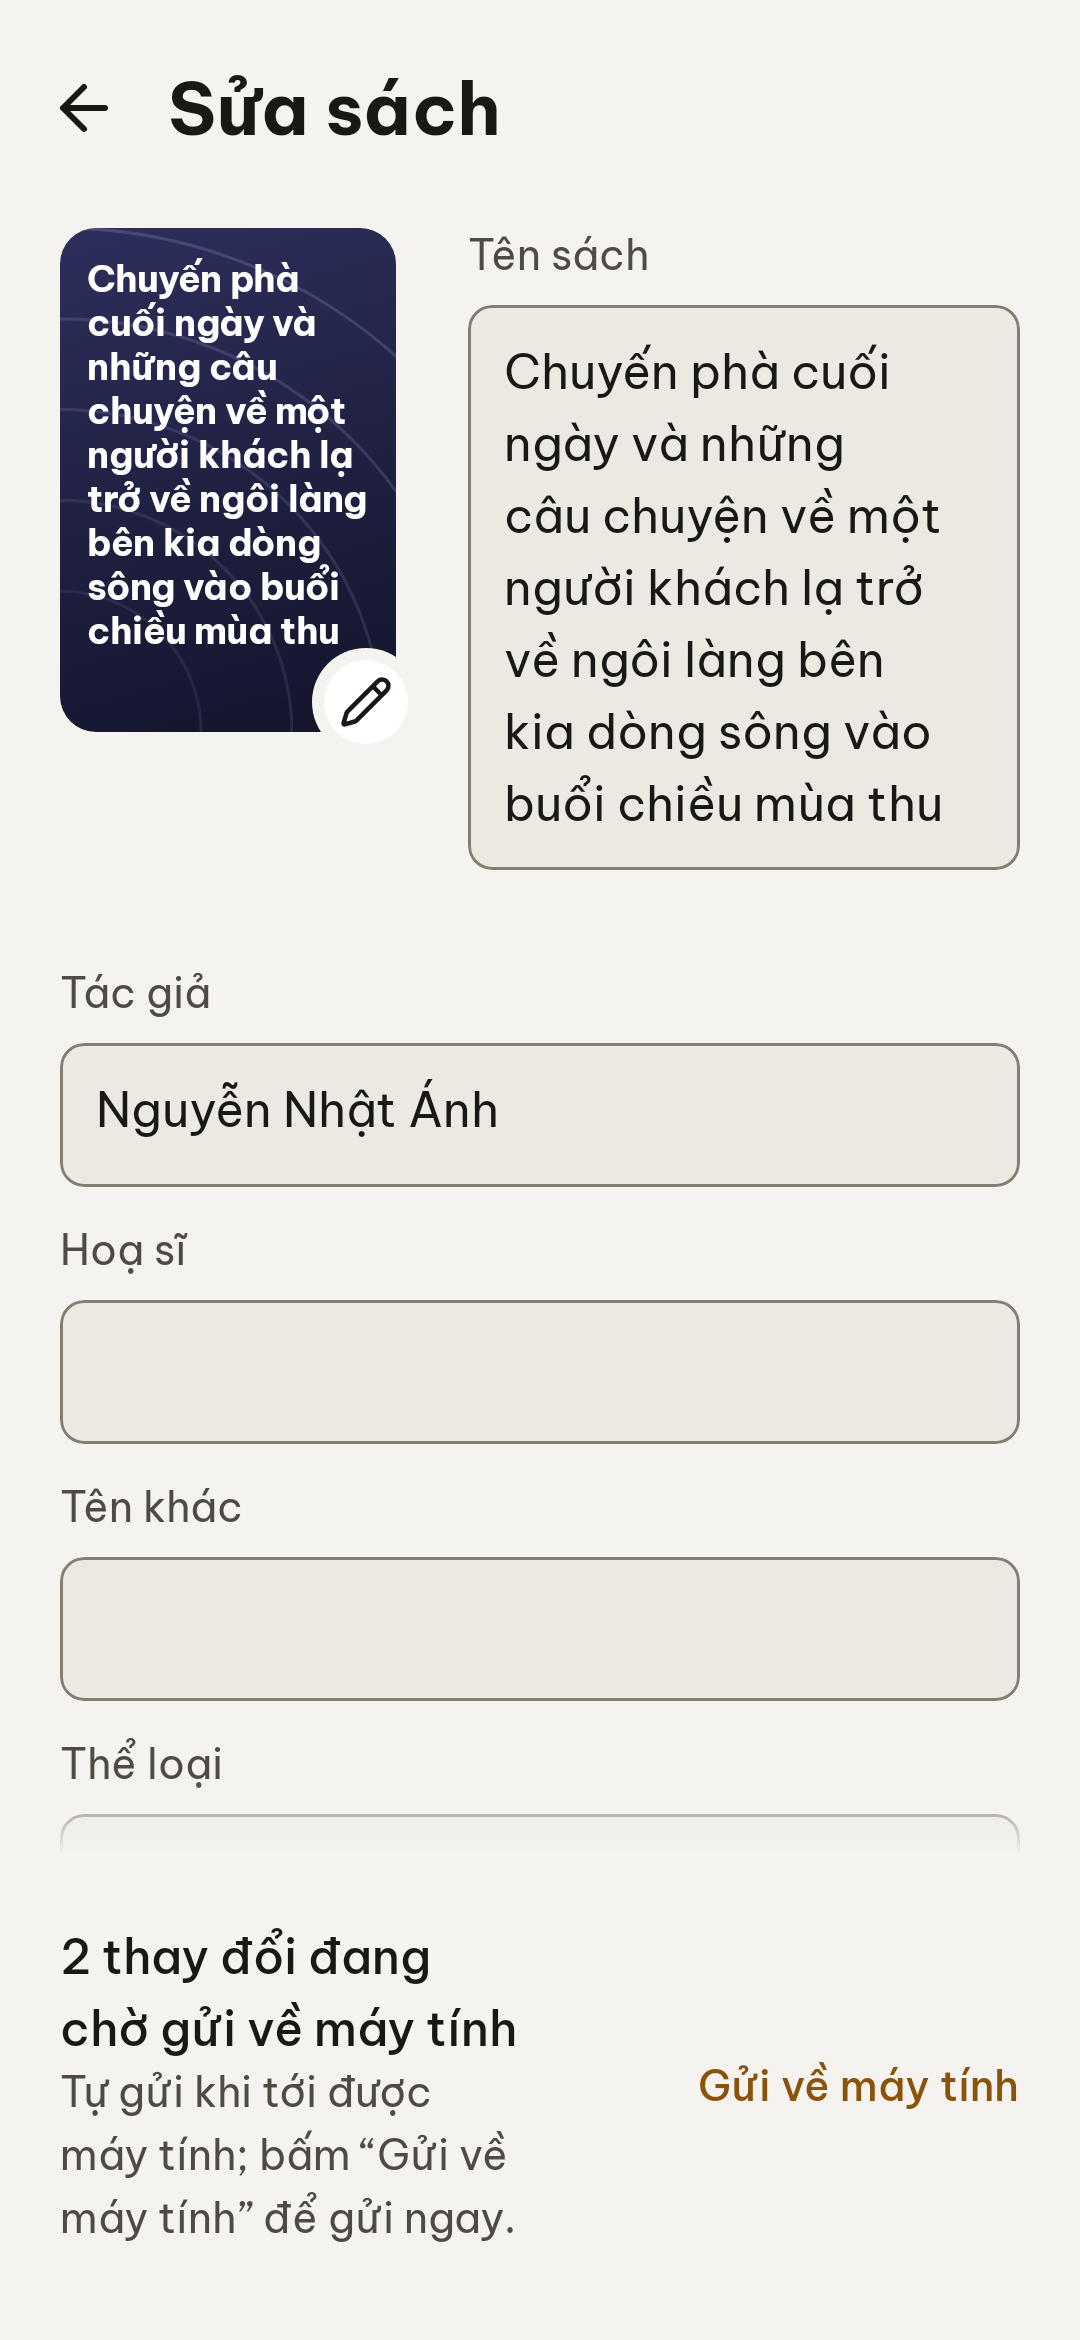 Sửa sách
Chuyến phà
cuối ngày và
những câu
chuyện về một
người khách lạ
trở về ngôi làng
bên kia dòng
sông vào buổi
chiều mùa thu
Tên sách
Chuyến phà cuối
ngày và những
câu chuyện về một
người khách lạ trở
về ngôi làng bên
kia dòng sông vào
buổi chiều mùa thu
Tác giả
Nguyễn Nhật Ánh
Hoạ sĩ
Tên khác
Thể loại
2 thay đổi đang
chờ gửi về máy tính
Tự gửi khi tới được
máy tính; bấm “Gửi về
máy tính” để gửi ngay.
Gửi về máy tính